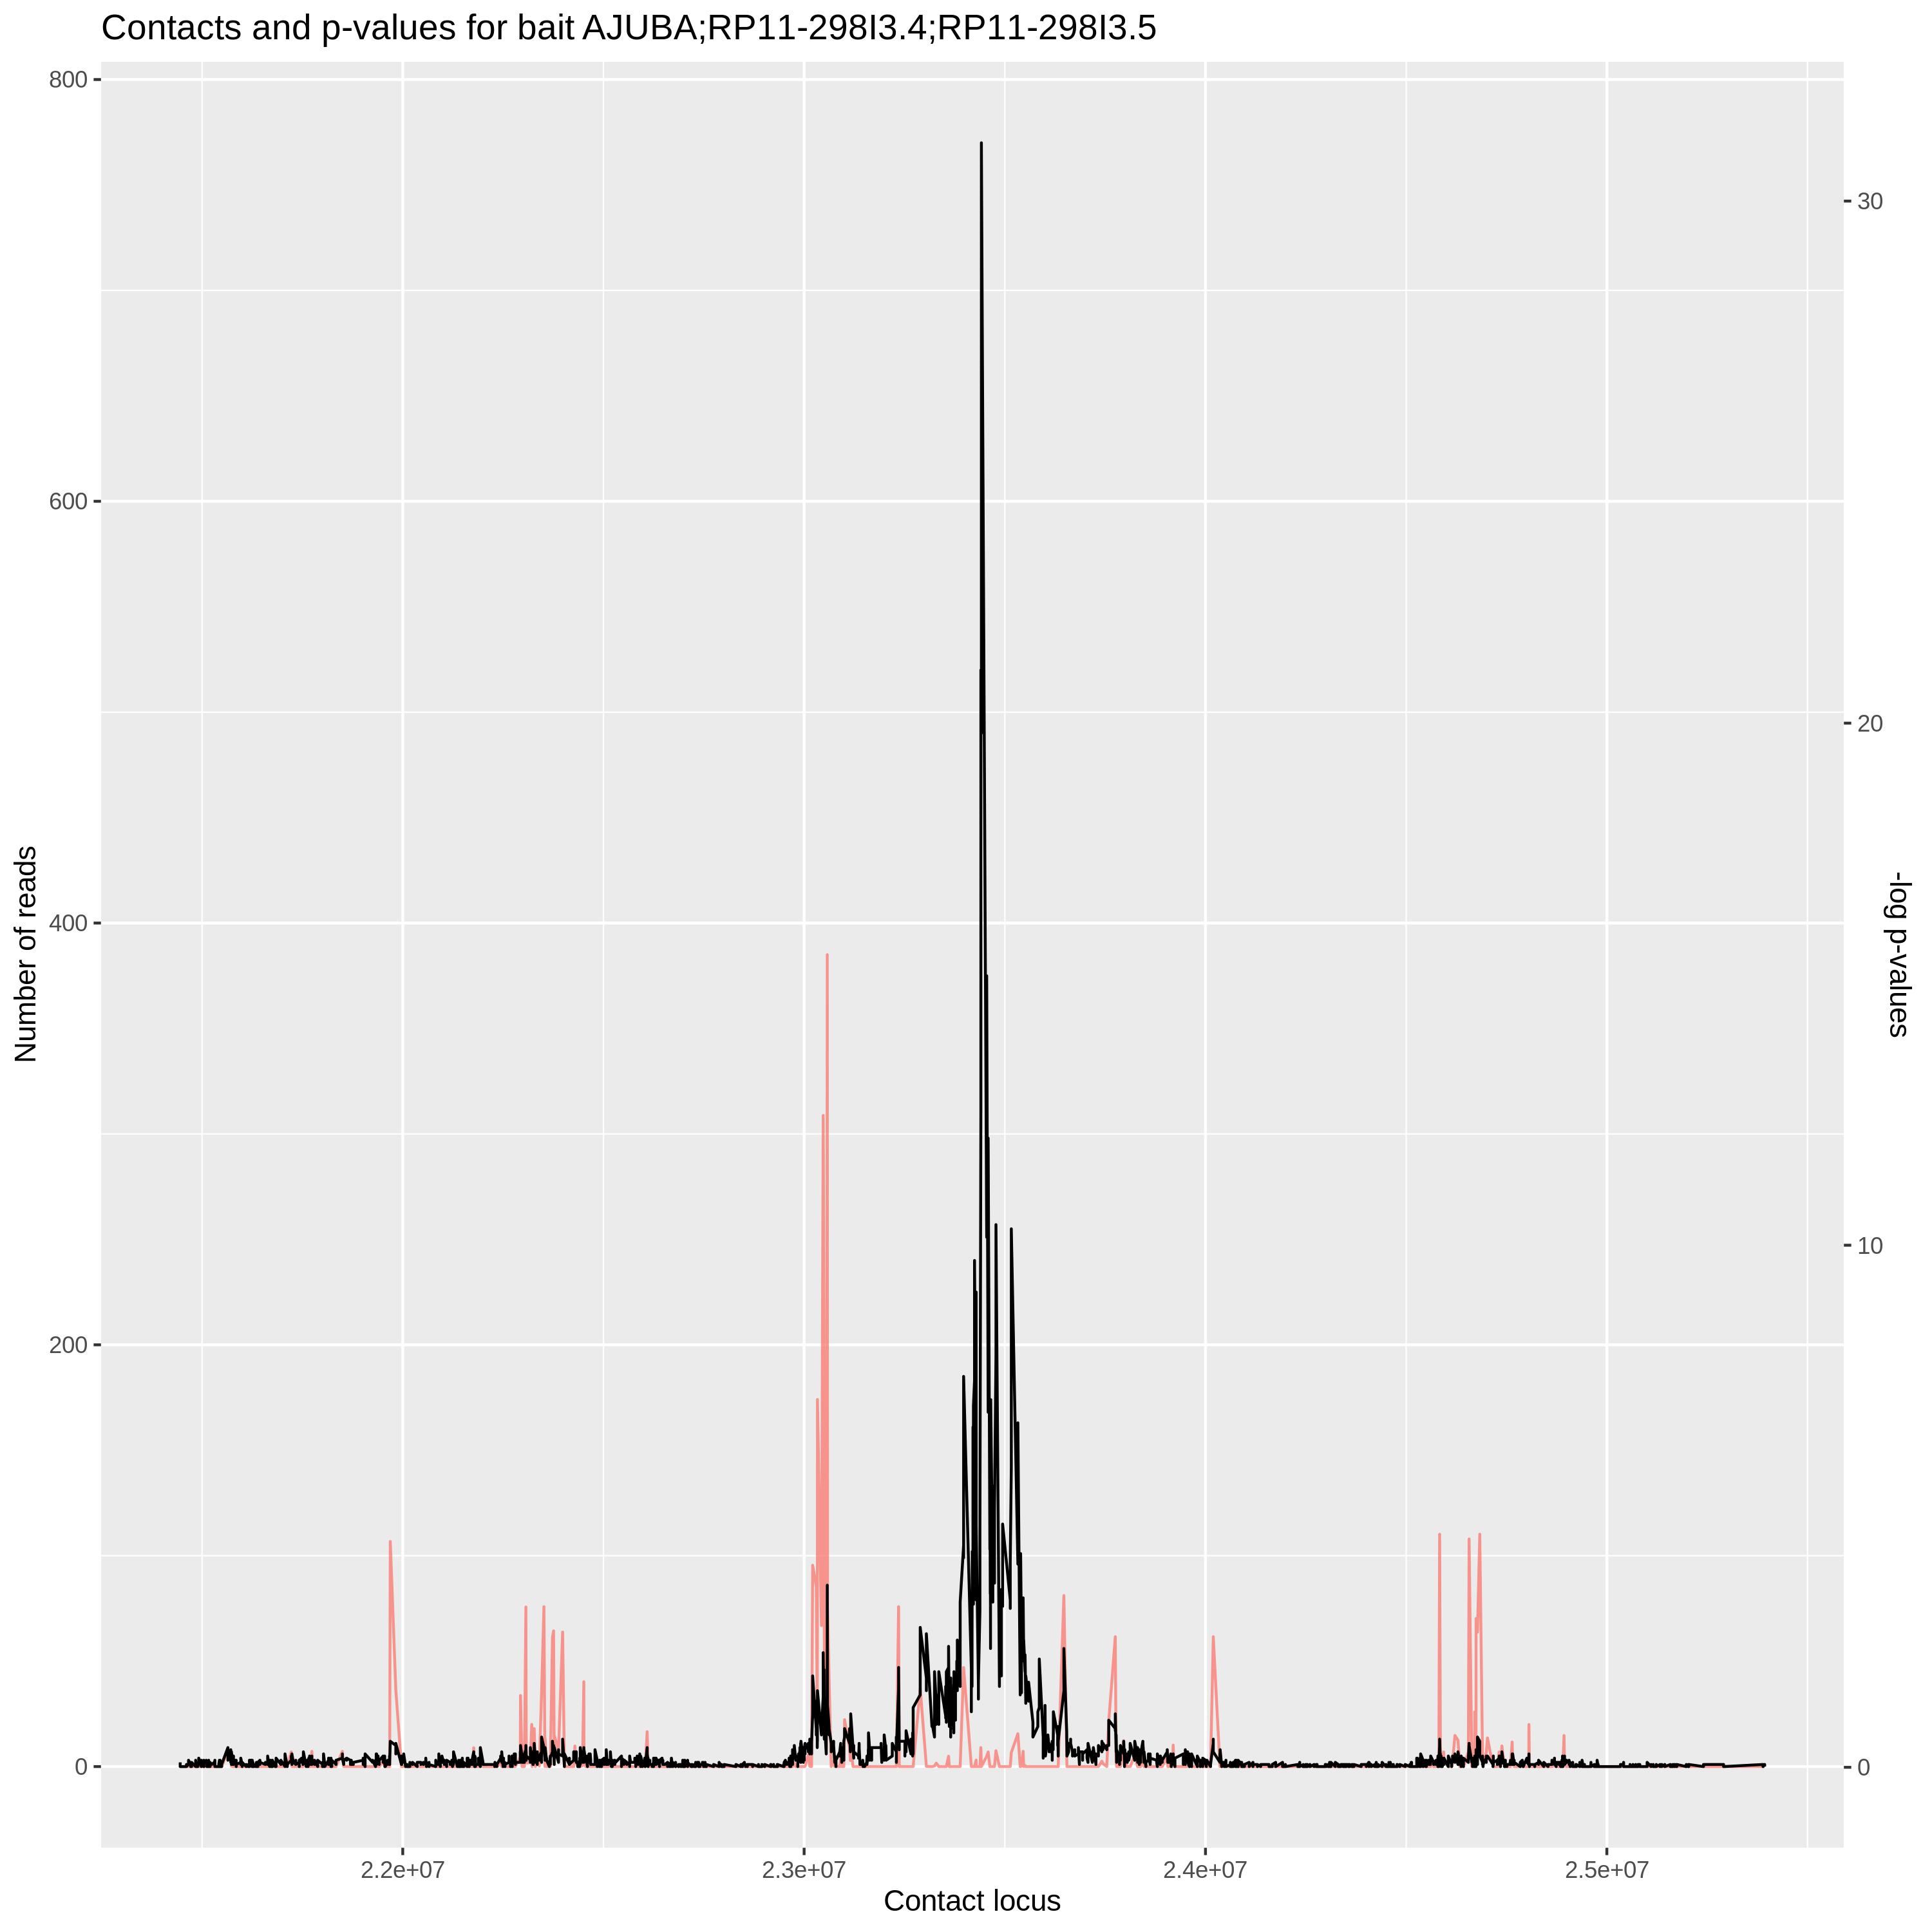 Contacts and p-values for bait AJUBA;RP11-298I3.4;RP11-298I3.5
800
600
400
200
0
Number of reads
30
20
10
0
-log p-values
2.2e+07
2.3e+07
2.4e+07
2.5e+07
Contact locus